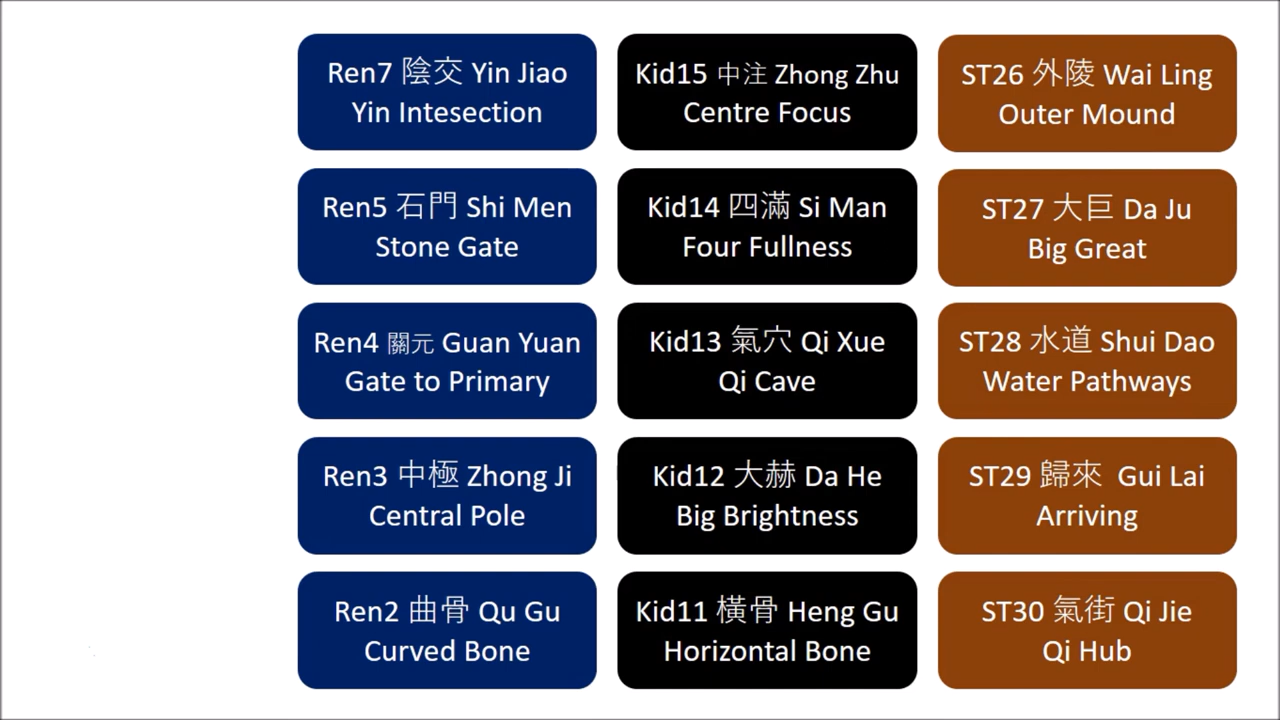 Ren7 陰交 Yin Jiao
Yin Intesection
Kid15 中注 Zhong Zhu
Centre Focus
ST26 外陵 Wai Ling
Outer Mound
Ren5 石門 Shi Men
Stone Gate
Kid14 四滿 Si Man
Four Fullness
ST27 大巨 Da Ju
Big Great
Ren4 關元 Guan Yuan
Gate to Primary
Kid13 氣穴 Qi Xue
Qi Cave
ST28 水道 Shui Dao
Water Pathways
Ren3 中極 Zhong Ji
Central Pole
Kid12 大赫 Da He
Big Brightness
ST29 歸來 Gui Lai
Arriving
Ren2 曲骨 Qu Gu
Curved Bone
Kid11 橫骨 Heng Gu
Horizontal Bone
ST30 氣街 Qi Jie
Qi Hub